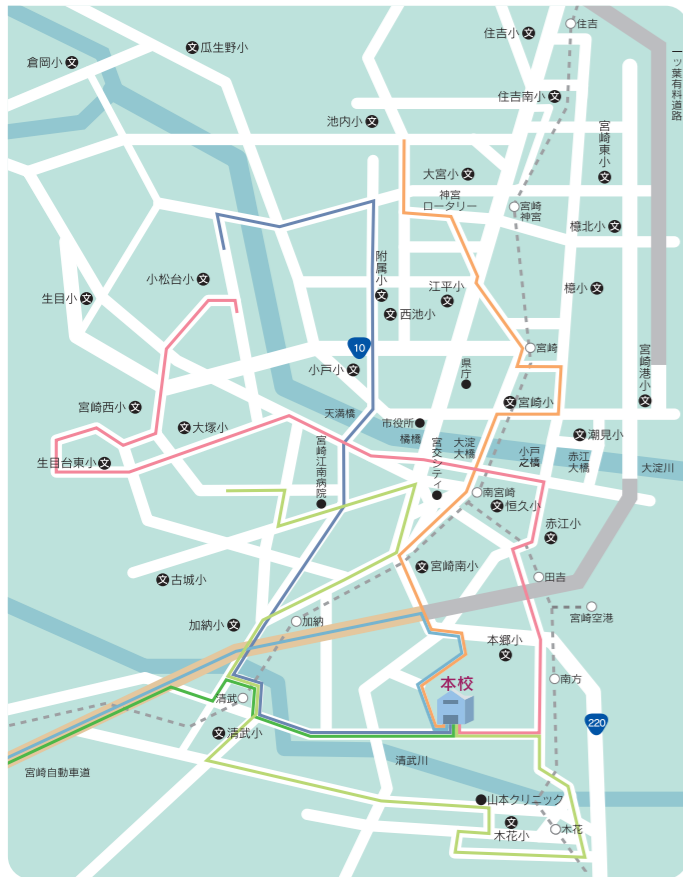 住吉
住吉小
瓜生野小
倉岡小
一ッ葉有料道路
住吉南小
池内小
宮崎東小
大宮小
神宮
ロータリー
宮崎
神宮
檍北小
附属小
小松台小
生目小
江平小
檍小
西池小
10
宮崎
宮崎港小
小戸小
県庁
宮崎西小
宮崎小
天満橋
市役所
大塚小
橘橋
大淀
大橋
潮見小
宮崎江南病院
宮交シティ
小戸
之橋
赤江
大橋
大淀川
生目台東小
南宮崎
恒久小
赤江小
宮崎南小
田吉
古城小
宮崎空港
加納小
加納
本郷小
本校
南方
清武
220
清武小
清武川
宮崎自動車道
山本クリニック
木花小
木花